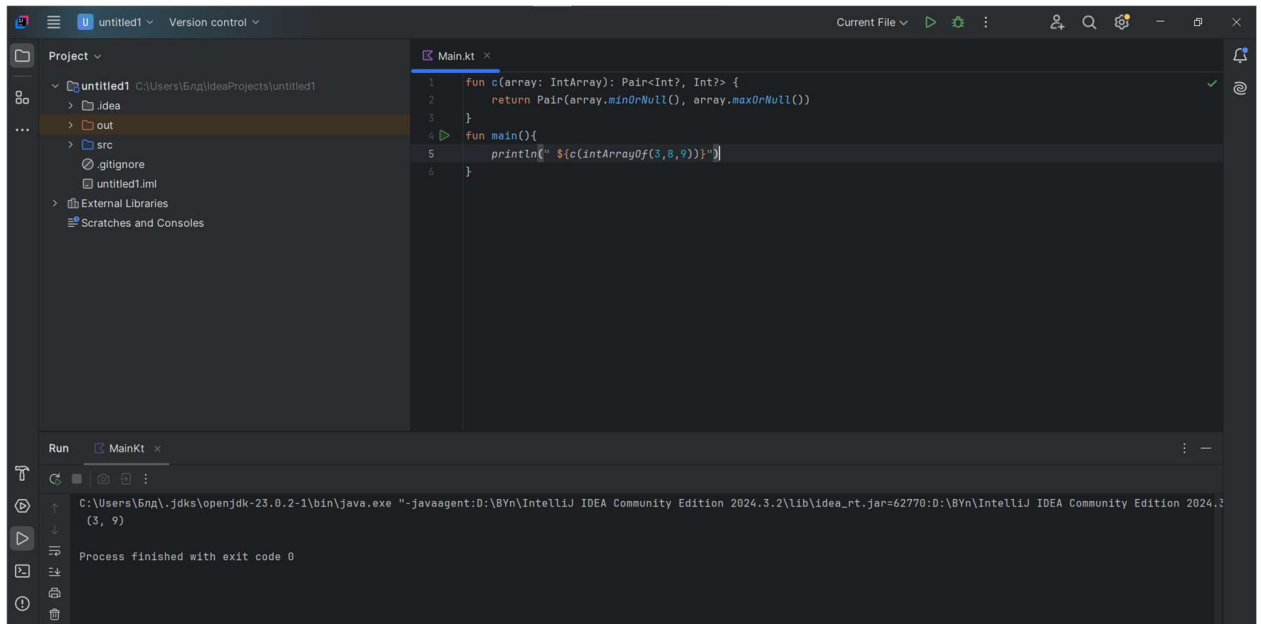 U untitled1 Version control Current File
Project
Main.kt
untitled1 C:\Users\Блд\IdeaProjects\untitled1
.idea
out
src
.gitignore
untitled1.iml
External Libraries
Scratches and Consoles
1 fun c(array: IntArray): Pair<Int?, Int?> {
2 return Pair(array.minOrNull(), array.maxOrNull())
3 }
4 fun main(){
5 println(" ${c(intArrayOf(3,8,9))}")
6 }
Run MainKt
C:\Users\Блд\.jdks\openjdk-23.0.2-1\bin\java.exe "-javaagent:D:\BYn\IntelliJ IDEA Community Edition 2024.3.2\lib\idea_rt.jar=62770:D:\BYn\IntelliJ IDEA Community Edition 2024.3
(3, 9)
Process finished with exit code 0